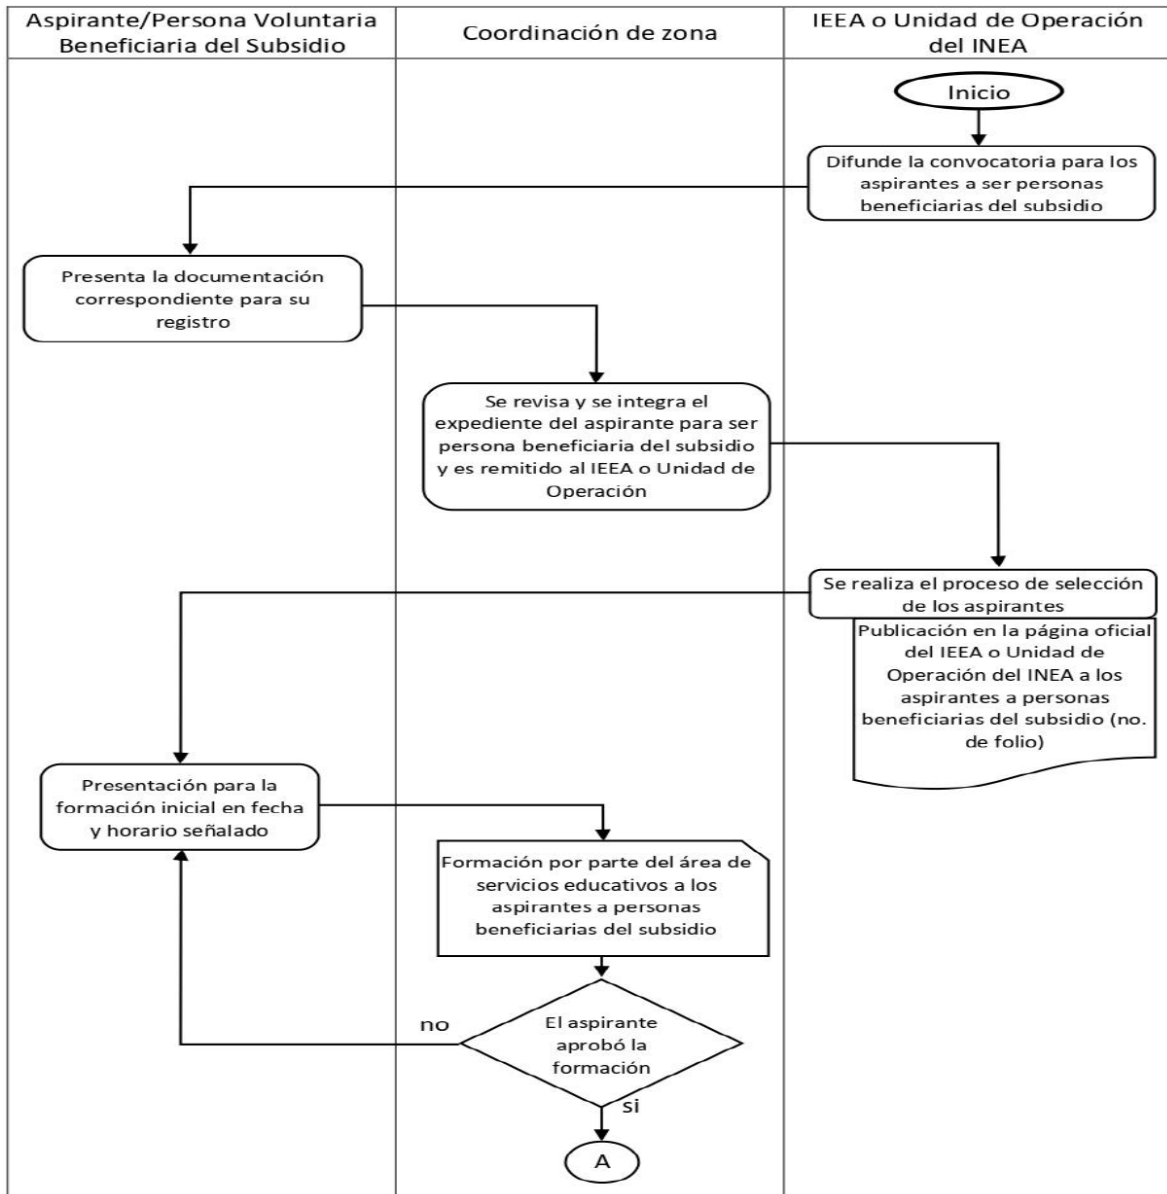 Aspirante/Persona Voluntaria
Beneficiaria del Subsidio
Coordinación de zona
IEEA o Unidad de Operación
del INEA
Inicio
Difunde la convocatoria para los
aspirantes a ser personas
beneficiarias del subsidio
Presenta la documentación
correspondiente para su
registro
Se revisa y se integra el
expediente del aspirante para ser
persona beneficiaria del subsidio
y es remitido al IEEA o Unidad de
Operación
Se realiza el proceso de selección
de los aspirantes
Publicación en la página oficial
del IEEA o Unidad de
Operación del INEA a los
aspirantes a personas
beneficiarias del subsidio (no.
de folio)
Presentación para la
formación inicial en fecha
y horario señalado
Formación por parte del área de
servicios educativos a los
aspirantes a personas
beneficiarias del subsidio
no
El aspirante
aprobó la
formación
si
A